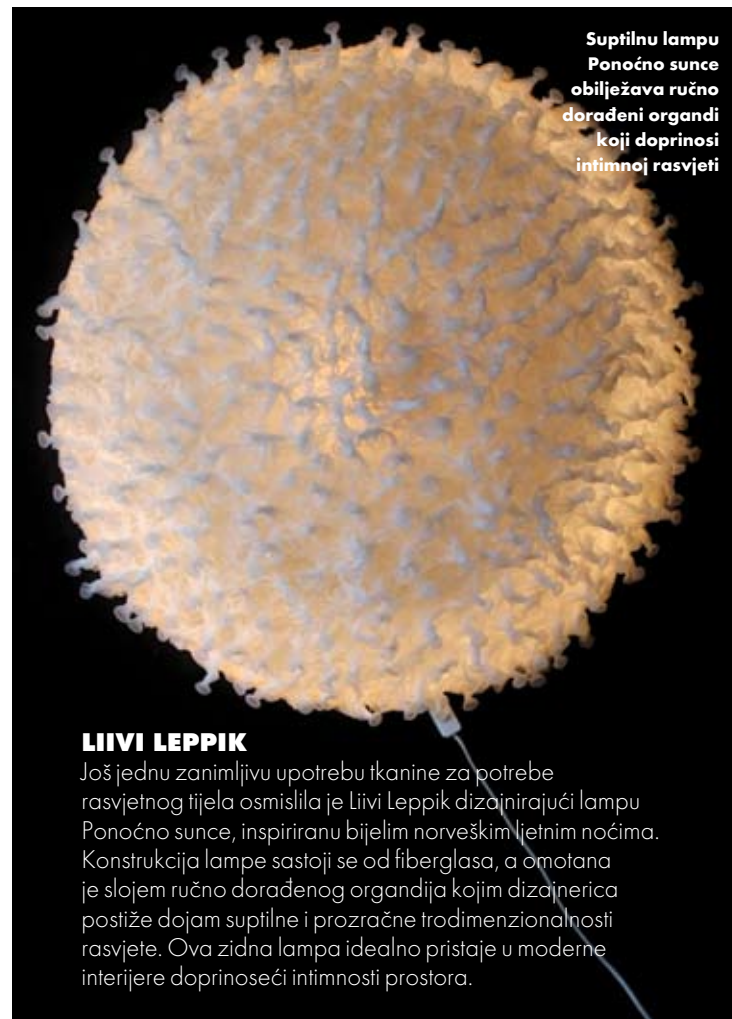 Suptilnu lampu
Ponoćno sunce
obilježava ručno
dorađeni organdi
koji doprinosi
intimnoj rasvjeti
LIIVI LEPPIK
Još jednu zanimljivu upotrebu tkanine za potrebe
rasvjetnog tijela osmislila je Liivi Leppik dizajnirajući lampu
Ponoćno sunce, inspiriranu bijelim norveškim ljetnim noćima.
Konstrukcija lampe sastoji se od fiberglasa, a omotana
je slojem ručno dorađenog organdija kojim dizajnerica
postiže dojam suptilne i prozračne trodimenzionalnosti
rasvjete. Ova zidna lampa idealno pristaje u moderne
interijere doprinoseći intimnosti prostora.